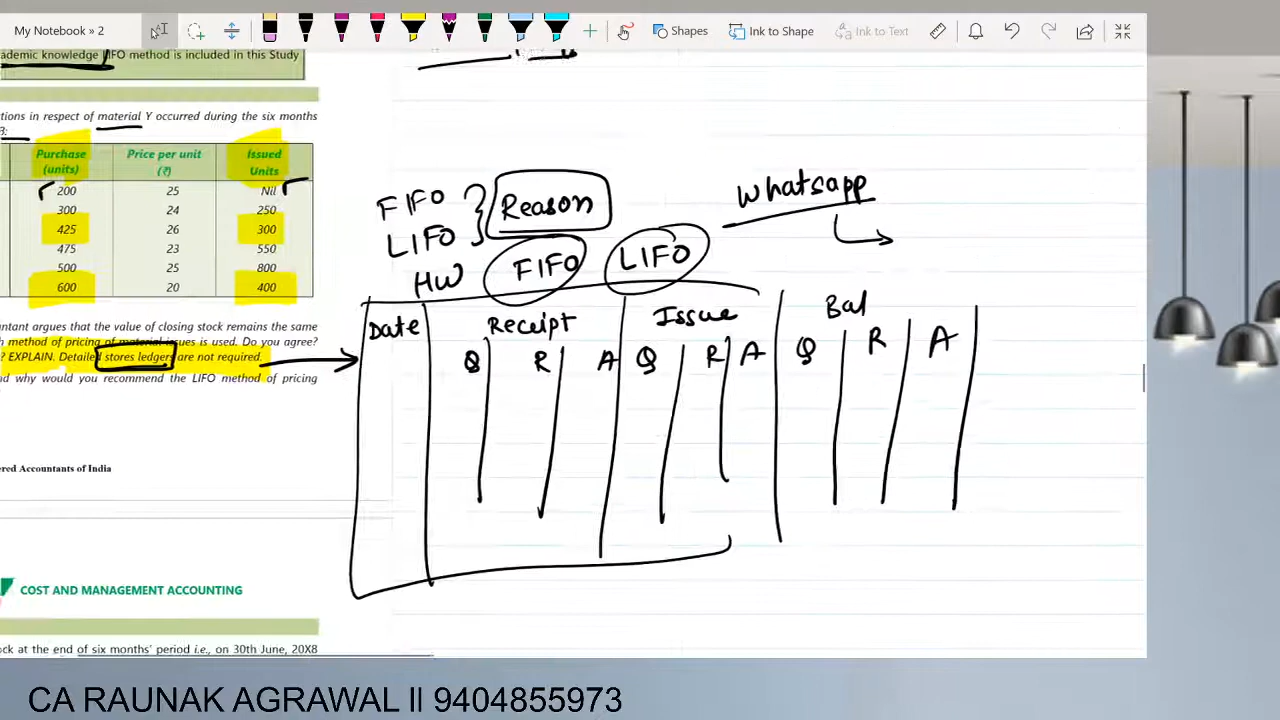 My Notebook » 2
Shapes
Ink to Shape
Ink to Text
ademic knowledge LIFO method is included in this Study
tions in respect of material Y occurred during the six months
Purchase (units) Price per unit (₹) Issued Units
200 25 Nil
300 24 250
425 26 300
475 23 550
500 25 800
600 20 400
ntant argues that the value of closing stock remains the same
h method of pricing of material issues is used. Do you agree?
? EXPLAIN. Detailed stores ledgers are not required.
nd why would you recommend the LIFO method of pricing
ered Accountants of India
COST AND MANAGEMENT ACCOUNTING
ock at the end of six months' period i.e., on 30th June, 20X8
FIFO
LIFO
Reason
Whatsapp
HW FIFO LIFO
Date Receipt Issue Bal
Q R A Q R A Q R A
CA RAUNAK AGRAWAL II 9404855973